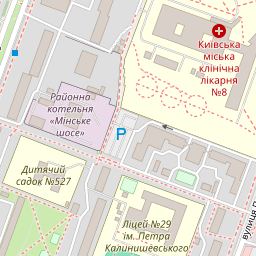 Київська
міська
клінічна
лікарня
№8
Районна
котельня
«Мінське
шосе»
P
Дитячий
садок №527
Ліцей №29
ім. Петра
Калинишевського
вулиця